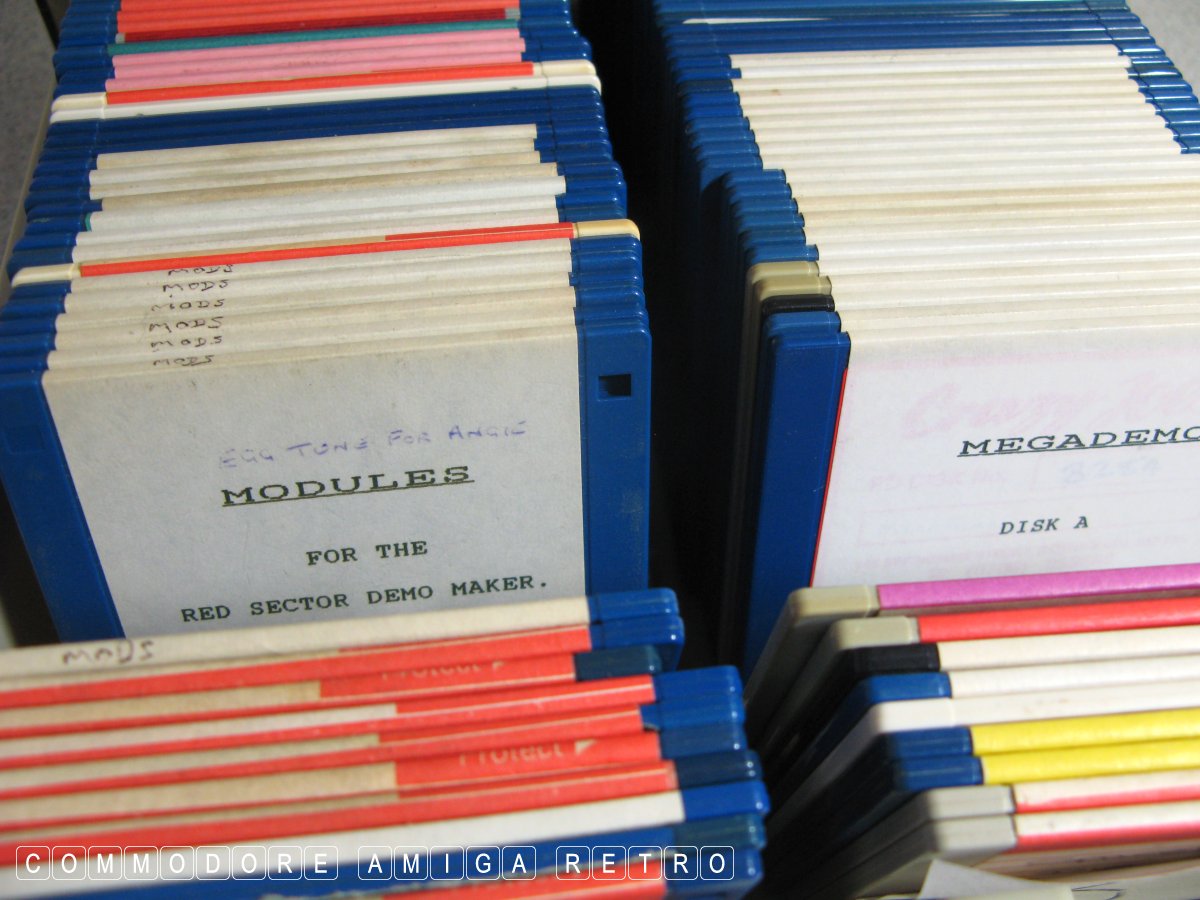 MODS
MODS
MODS
MODS
MODS
MODS
EGG TUNE FOR ANGIE
MODULES
FOR THE
RED SECTOR DEMO MAKER.
MEGADEMO
DISK A
MODS
Protect
Protect
COMMODORE AMIGA RETRO